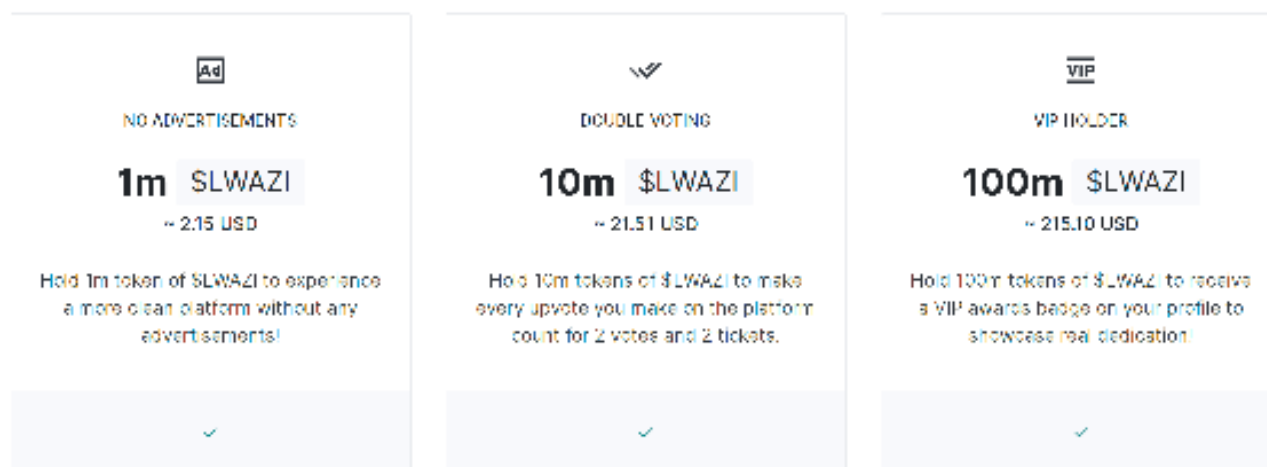 Ad
NO ADVERTISEMENTS
1m $LWAZI
~ 2.15 USD
Hold 1m token of $LWAZI to experience
a more clean platform without any
advertisements!
DOUBLE VOTING
10m $LWAZI
~ 21.51 USD
Hold 10m tokens of $LWAZI to make
every upvote you make on the platform
count for 2 votes and 2 tickets.
VIP
VIP HOLDER
100m $LWAZI
~ 215.10 USD
Hold 100m tokens of $LWAZI to receive
a VIP awards badge on your profile to
showcase real dedication!